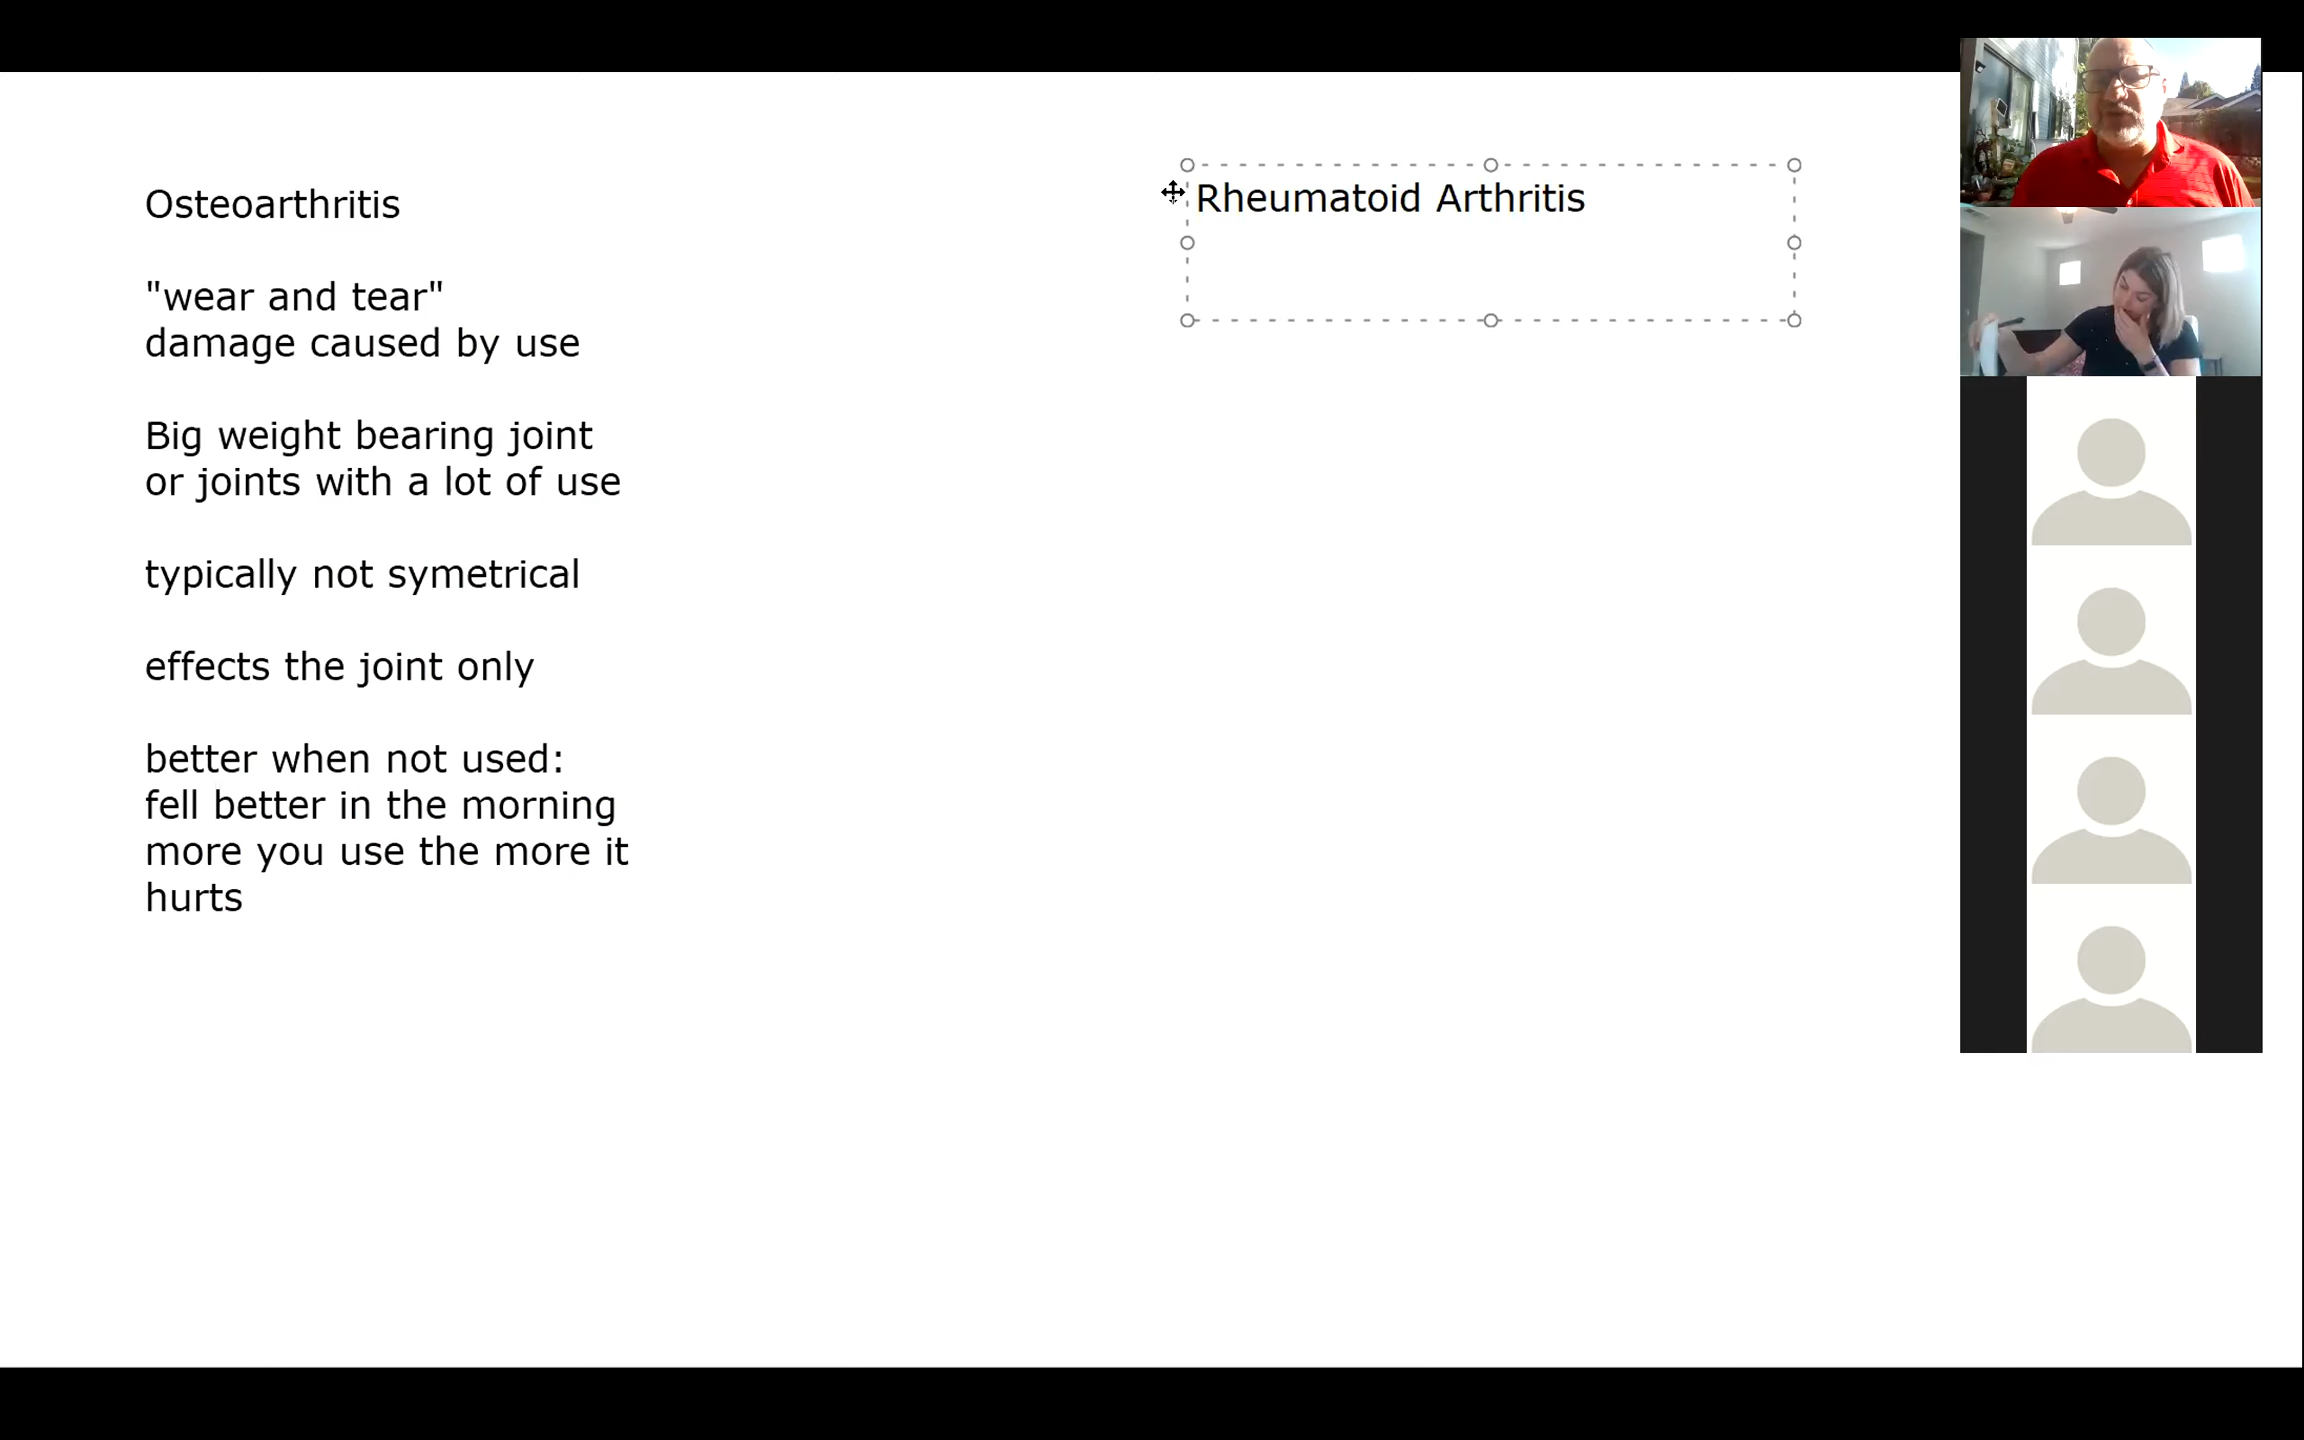 Osteoarthritis
"wear and tear"
damage caused by use
Big weight bearing joint
or joints with a lot of use
typically not symetrical
effects the joint only
better when not used:
fell better in the morning
more you use the more it
hurts
Rheumatoid Arthritis